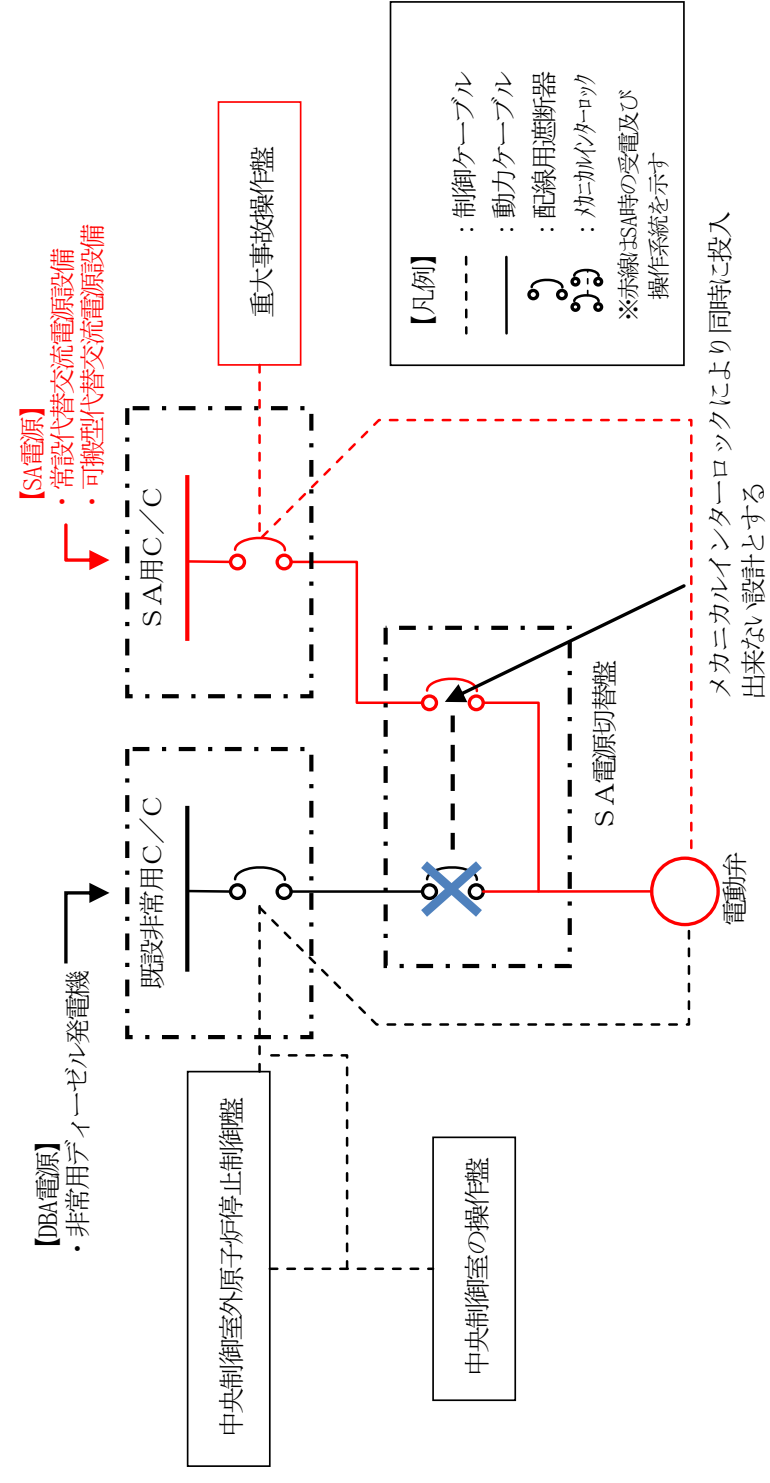 【DBA電源】
・非常用ディーゼル発電機
【SA電源】
・常設代替交流電源設備
・可搬型代替交流電源設備
既設非常用C／C
ＳＡ用C／C
重大事故操作盤
中央制御室外原子炉停止制御盤
中央制御室の操作盤
ＳＡ電源切替盤
電動弁
メカニカルインターロックにより同時に投入
出来ない設計とする
【凡例】
：制御ケーブル
：動力ケーブル
：配線用遮断器
：メカニカルインターロック
※赤線はSA時の受電及び
操作系統を示す